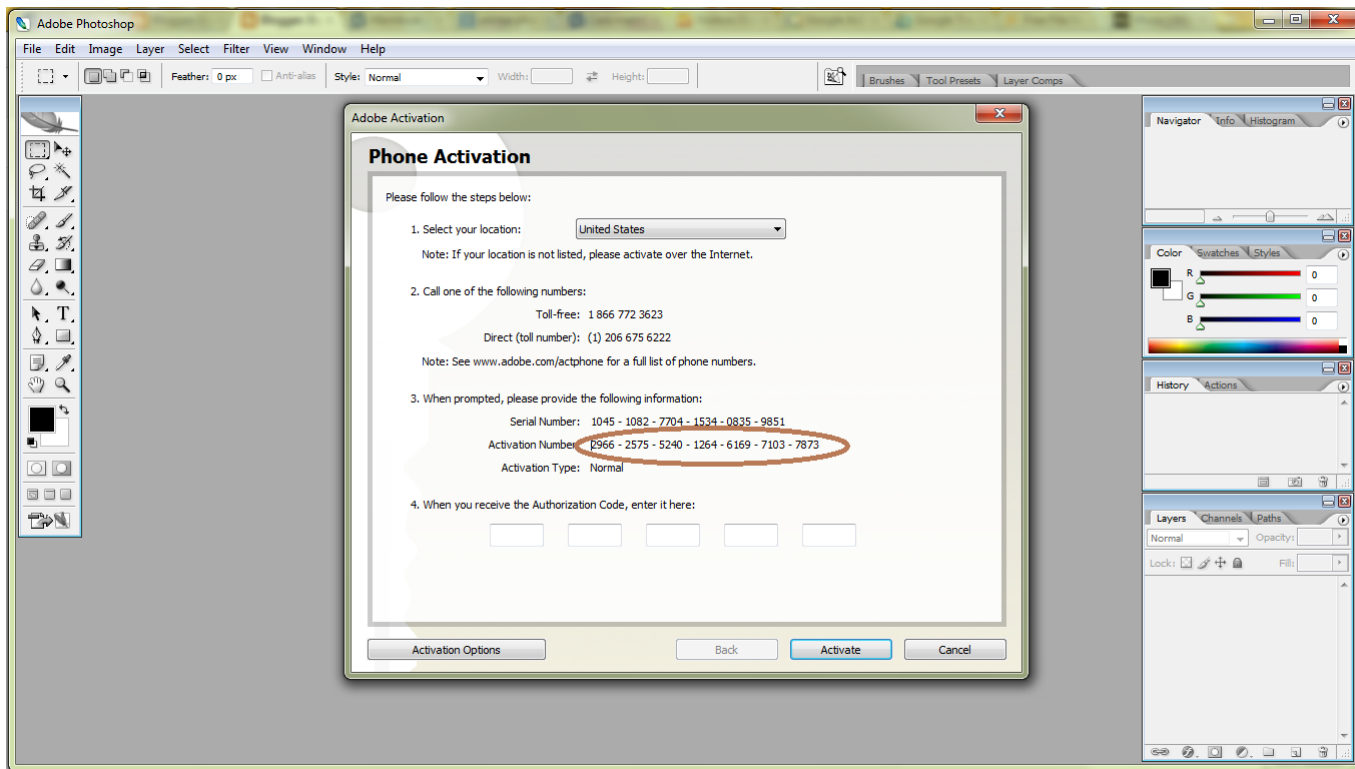 Adobe Photoshop
File Edit Image Layer Select Filter View Window Help
Feather: 0 px Anti-alias Style: Normal Width: Height: Brushes Tool Presets Layer Comps
Adobe Activation
Phone Activation
Please follow the steps below:
1. Select your location: United States
Note: If your location is not listed, please activate over the Internet.
2. Call one of the following numbers:
Toll-free: 1 866 772 3623
Direct (toll number): (1) 206 675 6222
Note: See www.adobe.com/actphone for a full list of phone numbers.
3. When prompted, please provide the following information:
Serial Number: 1045 - 1082 - 7704 - 1534 - 0835 - 9851
Activation Number: 2966 - 2575 - 5240 - 1264 - 6169 - 7103 - 7873
Activation Type: Normal
4. When you receive the Authorization Code, enter it here:
Activation Options Back Activate Cancel
Navigator Info Histogram
Color Swatches Styles
R 0
G 0
B 0
History Actions
Layers Channels Paths
Normal Opacity:
Lock: Fill: